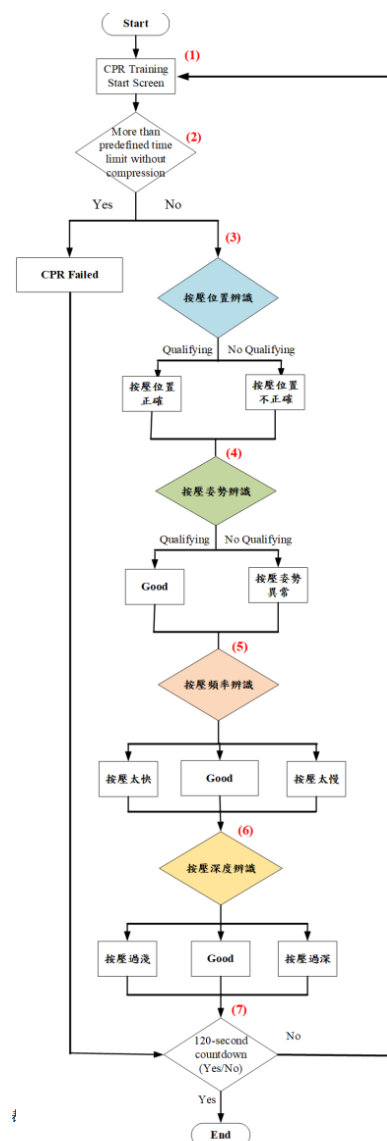 Start
(1)
CPR Training
Start Screen
(2)
More than
predefined time
limit without
compression
Yes
No
(3)
CPR Failed
按壓位置辨識
Qualifying
No Qualifying
按壓位置
正確
按壓位置
不正確
(4)
按壓姿勢辨識
Qualifying
No Qualifying
Good
按壓姿勢
異常
(5)
按壓頻率辨識
按壓太快
Good
按壓太慢
(6)
按壓深度辨識
按壓過淺
Good
按壓過深
(7)
120-second
countdown
(Yes/No)
No
Yes
End